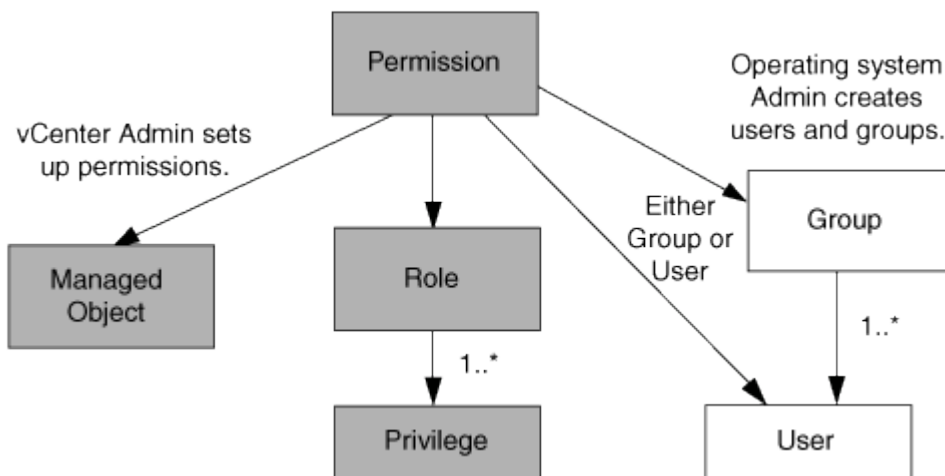 Permission
Operating system
Admin creates
users and groups.
vCenter Admin sets
up permissions.
Group
Either
Group or
User
Managed
Object
Role
1..*
1..*
Privilege
User